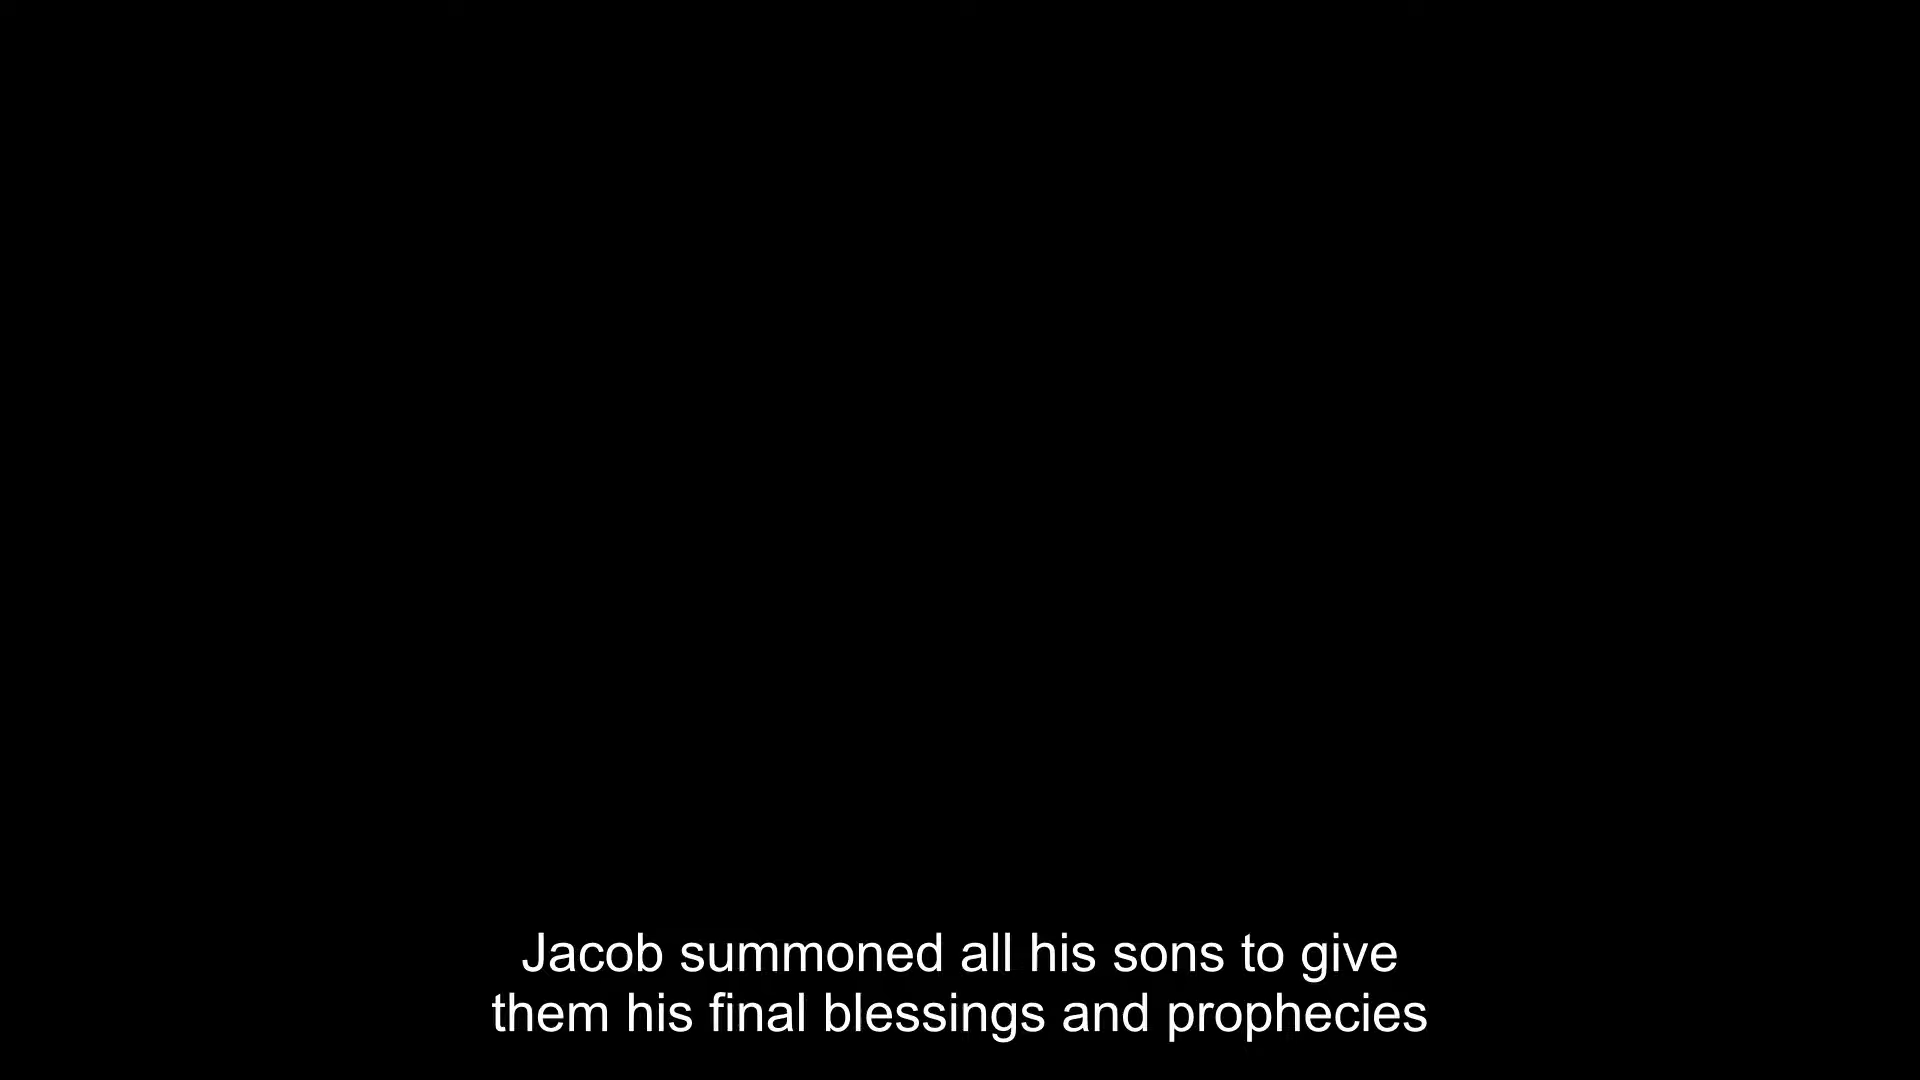 Jacob summoned all his sons to give
them his final blessings and prophecies